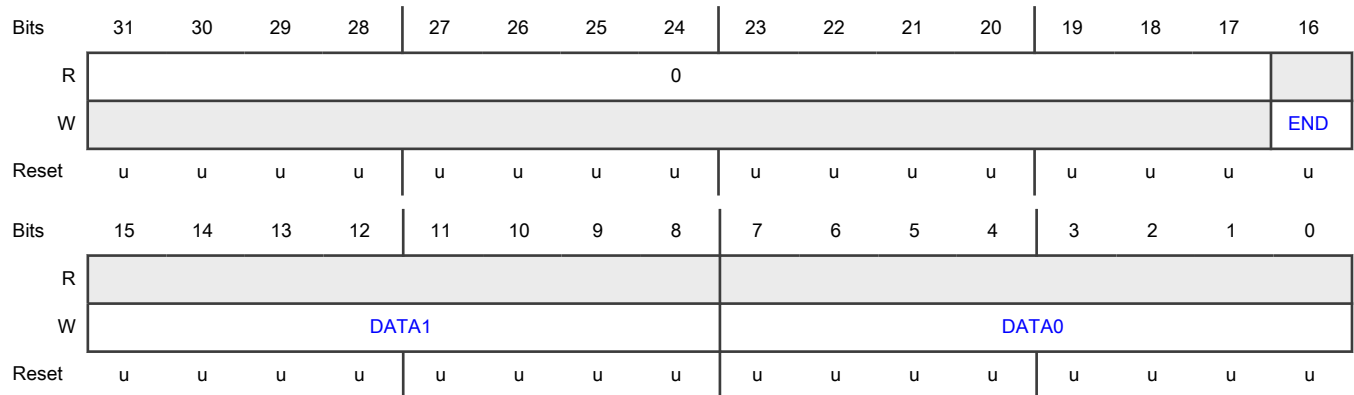 Bits 31 30 29 28 27 26 25 24 23 22 21 20 19 18 17 16
R 0
W END
Reset u u u u u u u u u u u u u u u u
Bits 15 14 13 12 11 10 9 8 7 6 5 4 3 2 1 0
R
W DATA1 DATA0
Reset u u u u u u u u u u u u u u u u